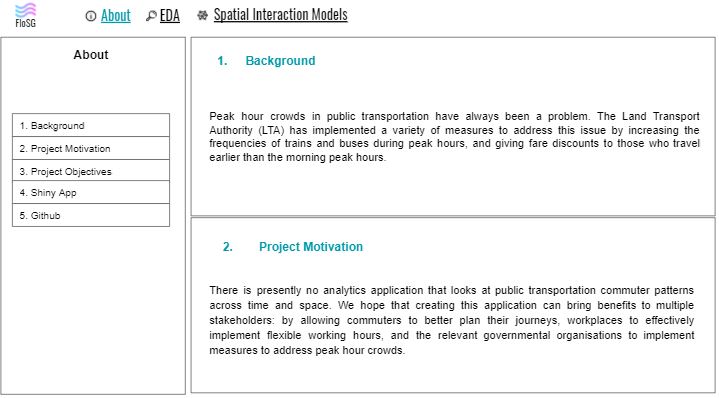 FloSG
About
EDA
Spatial Interaction Models
About
1. Background
2. Project Motivation
3. Project Objectives
4. Shiny App
5. Github
1. Background
Peak hour crowds in public transportation have always been a problem. The Land Transport
Authority (LTA) has implemented a variety of measures to address this issue by increasing the
frequencies of trains and buses during peak hours, and giving fare discounts to those who travel
earlier than the morning peak hours.
2. Project Motivation
There is presently no analytics application that looks at public transportation commuter patterns
across time and space. We hope that creating this application can bring benefits to multiple
stakeholders: by allowing commuters to better plan their journeys, workplaces to effectively
implement flexible working hours, and the relevant governmental organisations to implement
measures to address peak hour crowds.